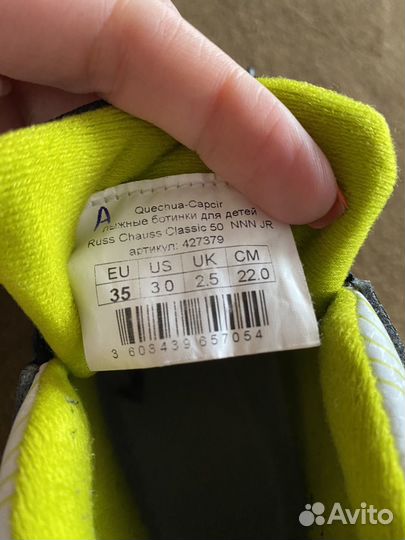 А Quechua-Capcir
лыжные ботинки для детей
Russ Chauss Classic 50 NNN JR
артикул: 427379
EU US UK CM
35 3.0 2.5 22.0
3 603439 657054
Avito